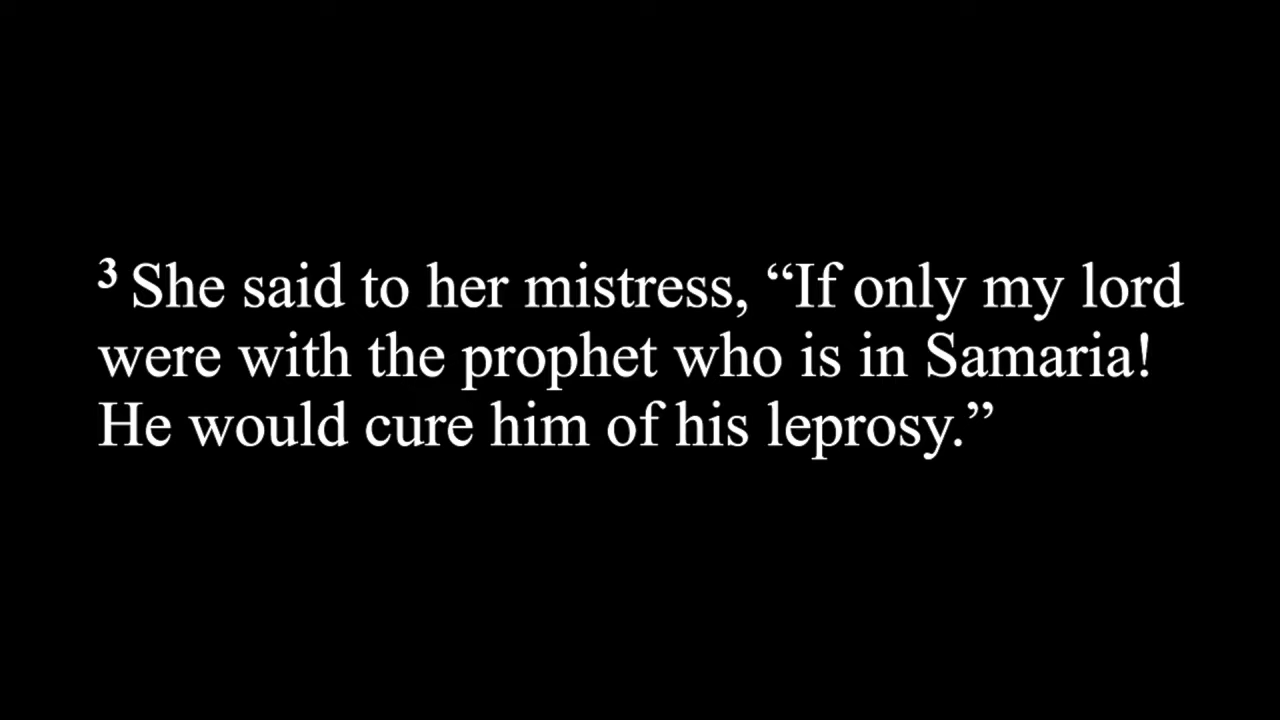 3 She said to her mistress, “If only my lord
were with the prophet who is in Samaria!
He would cure him of his leprosy.”